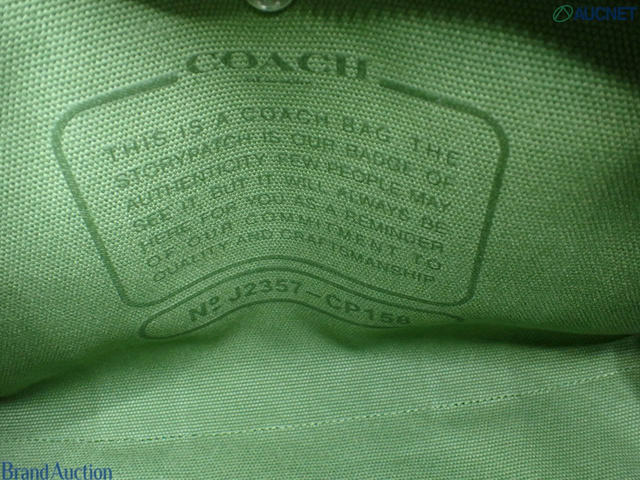 AUCNET
COACH
THIS IS A COACH BAG. THE
STORYPATCH IS OUR BADGE OF
AUTHENTICITY. FEW PEOPLE MAY
SEE IT, BUT IT WILL ALWAYS BE
HERE FOR YOU AS A REMINDER
OF OUR COMMITMENT TO
QUALITY AND CRAFTSMANSHIP.
Nº J2357-CP158
Brand Auction